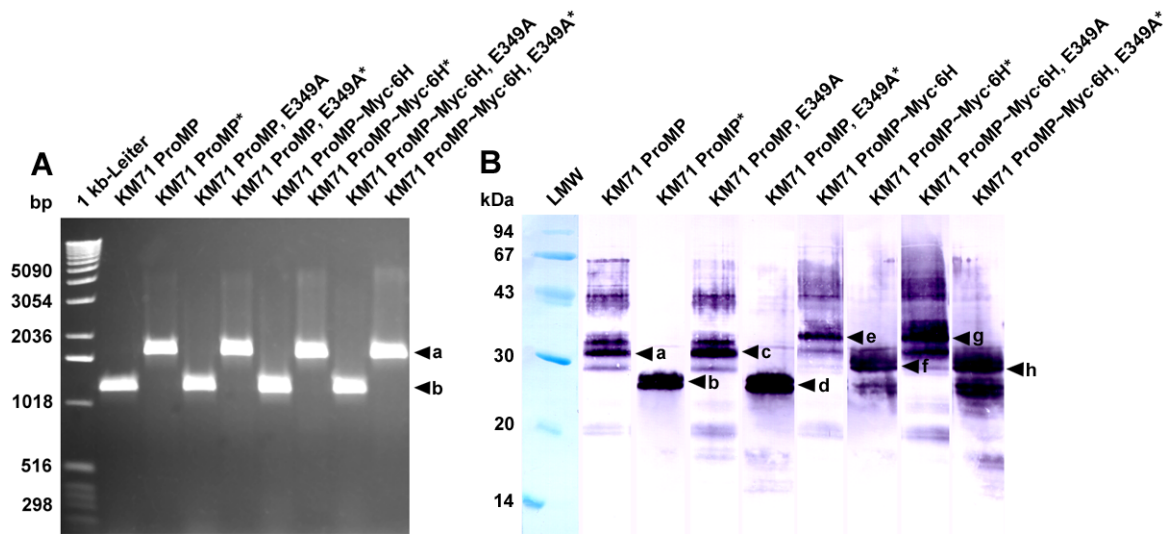 A
bp
1 kb-Leiter
KM71 ProMP
KM71 ProMP*
KM71 ProMP, E349A
KM71 ProMP, E349A*
KM71 ProMP~Myc·6H
KM71 ProMP~Myc·6H*
KM71 ProMP~Myc·6H, E349A
KM71 ProMP~Myc·6H, E349A*
5090
3054
2036
1018
516
298
a
b
B
kDa
LMW
KM71 ProMP
KM71 ProMP*
KM71 ProMP, E349A
KM71 ProMP, E349A*
KM71 ProMP~Myc·6H
KM71 ProMP~Myc·6H*
KM71 ProMP~Myc·6H, E349A
KM71 ProMP~Myc·6H, E349A*
94
67
43
30
20
14
a
b
c
d
e
f
g
h